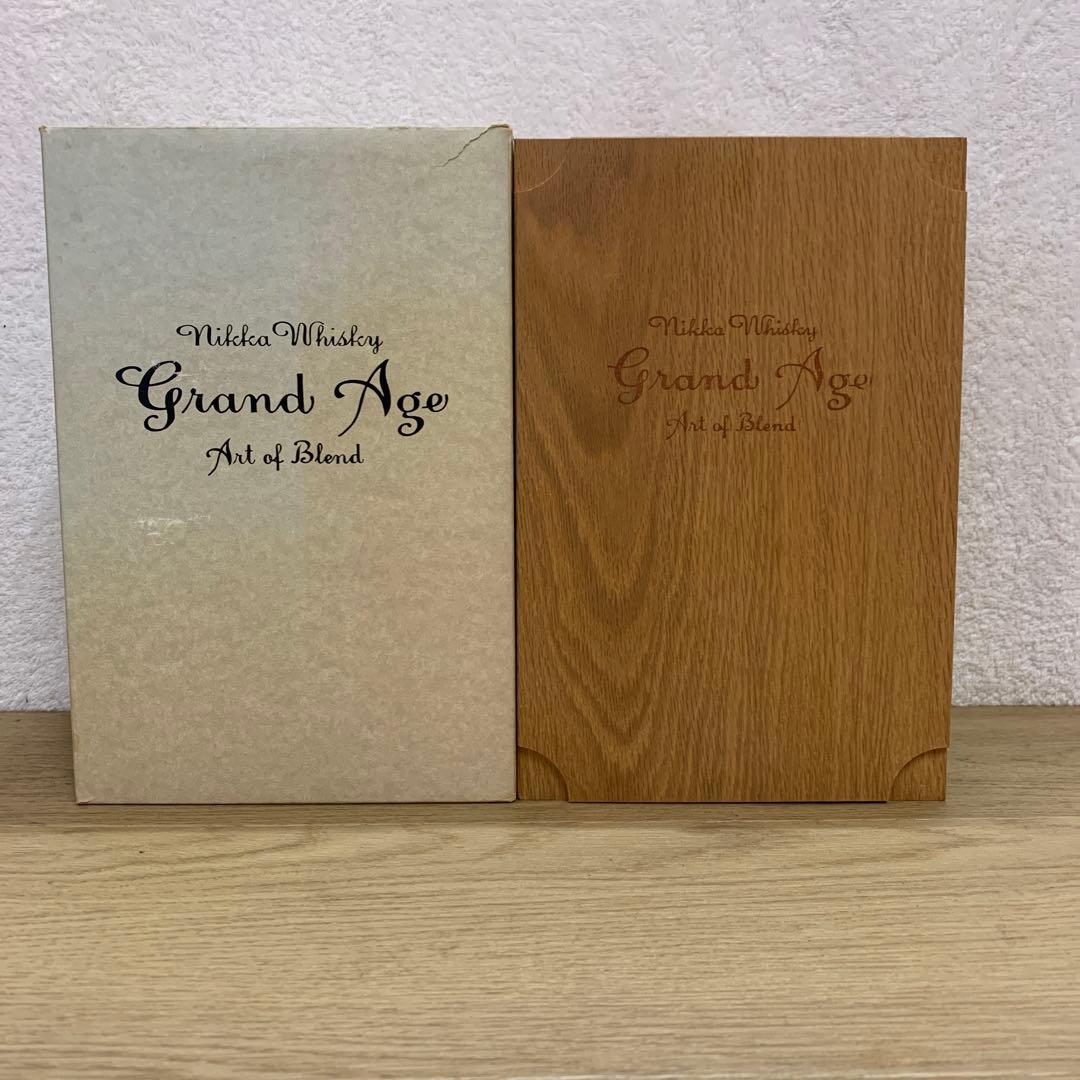 Nikka Whisky
Grand Age
Art of Blend
Nikka Whisky
Grand Age
Art of Blend